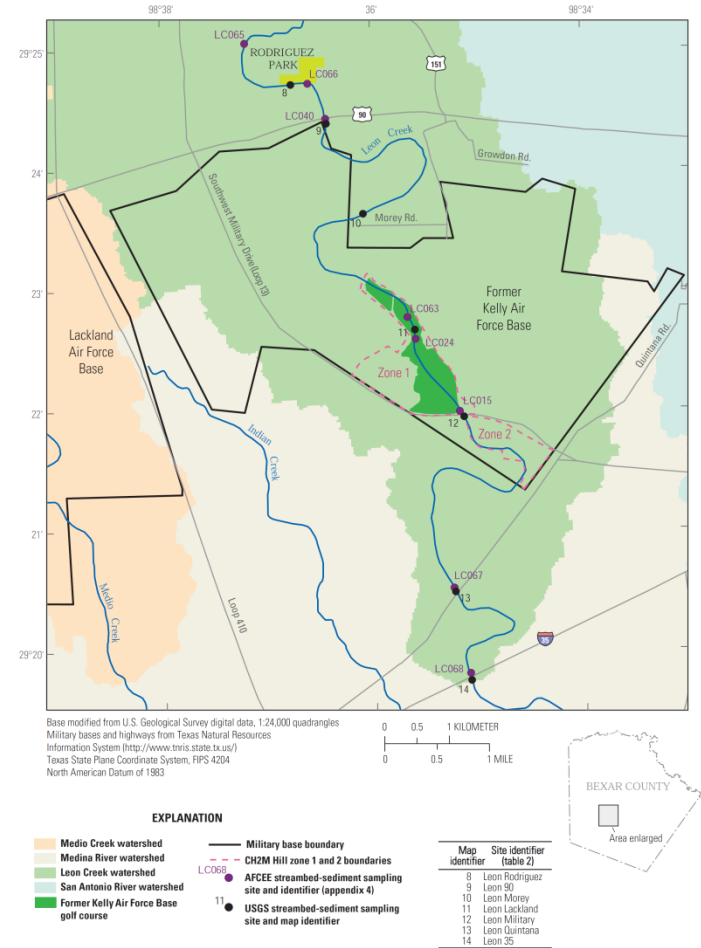 98°38'
36'
98°34'
29°25'
LC065
RODRIGUEZ
PARK
151
LC066
8
LC040
90
9
Leon Creek
Growdon Rd.
24'
Southwest Military Drive (Loop 13)
10
Morey Rd.
23'
Former
Kelly Air
Force Base
LC063
11
LC024
Quintana Rd.
Lackland
Air Force
Base
Zone 1
LC015
22'
12
Zone 2
Indian
Creek
21'
LC067
13
Medio
Creek
Loop 410
35
29°20'
LC068
14
Base modified from U.S. Geological Survey digital data, 1:24,000 quadrangles
Military bases and highways from Texas Natural Resources
Information System (http://www.tnris.state.tx.us/)
Texas State Plane Coordinate System, FIPS 4204
North American Datum of 1983
0 0.5 1 KILOMETER
0 0.5 1 MILE
BEXAR COUNTY
Area enlarged
EXPLANATION
Medio Creek watershed
Medina River watershed
Leon Creek watershed
San Antonio River watershed
Former Kelly Air Force Base
golf course
Military base boundary
CH2M Hill zone 1 and 2 boundaries
LC068
AFCEE streambed-sediment sampling
site and identifier (appendix 4)
11
USGS streambed-sediment sampling
site and map identifier
Map identifier Site identifier (table 2)
8 Leon Rodriguez
9 Leon 90
10 Leon Morey
11 Leon Lackland
12 Leon Military
13 Leon Quintana
14 Leon 35